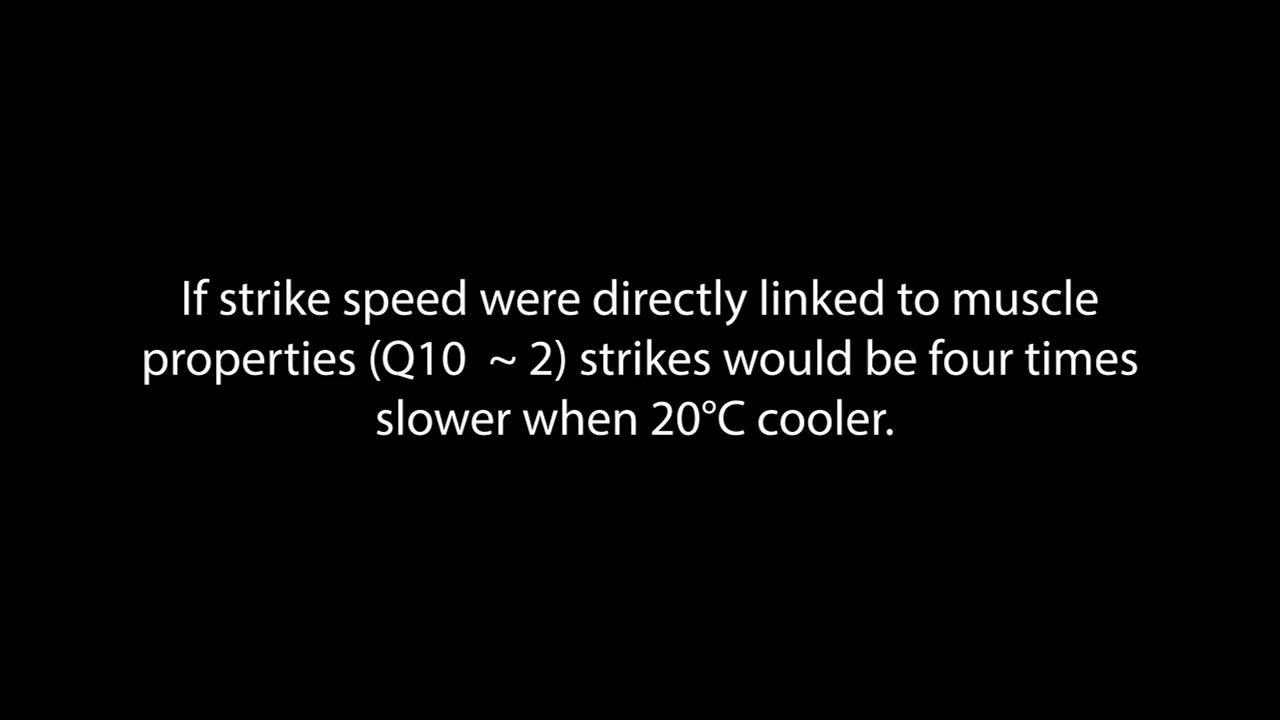 If strike speed were directly linked to muscle
properties (Q10  ~ 2) strikes would be four times
slower when 20°C cooler.